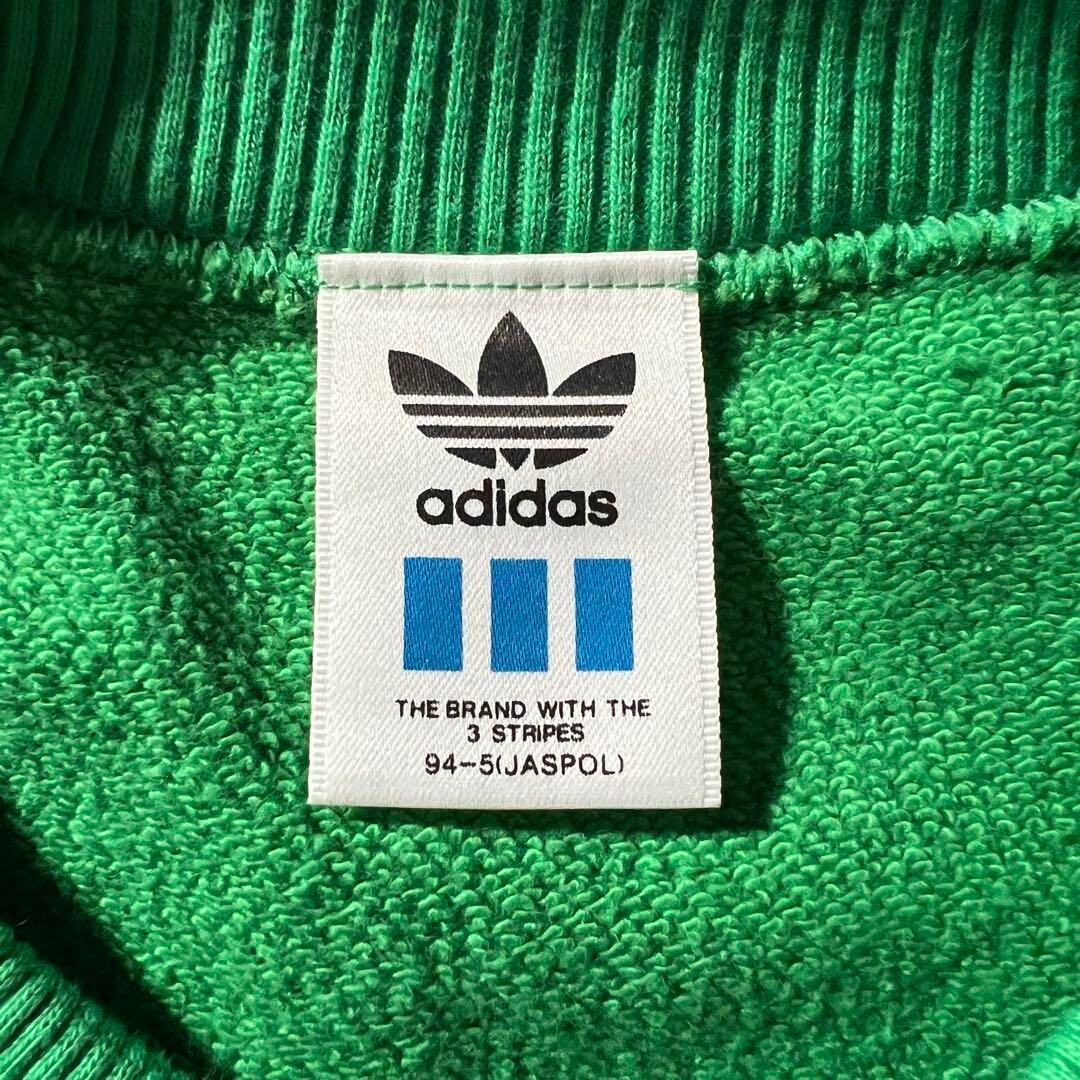 adidas
THE BRAND WITH THE
3 STRIPES
94-5(JASPOL)